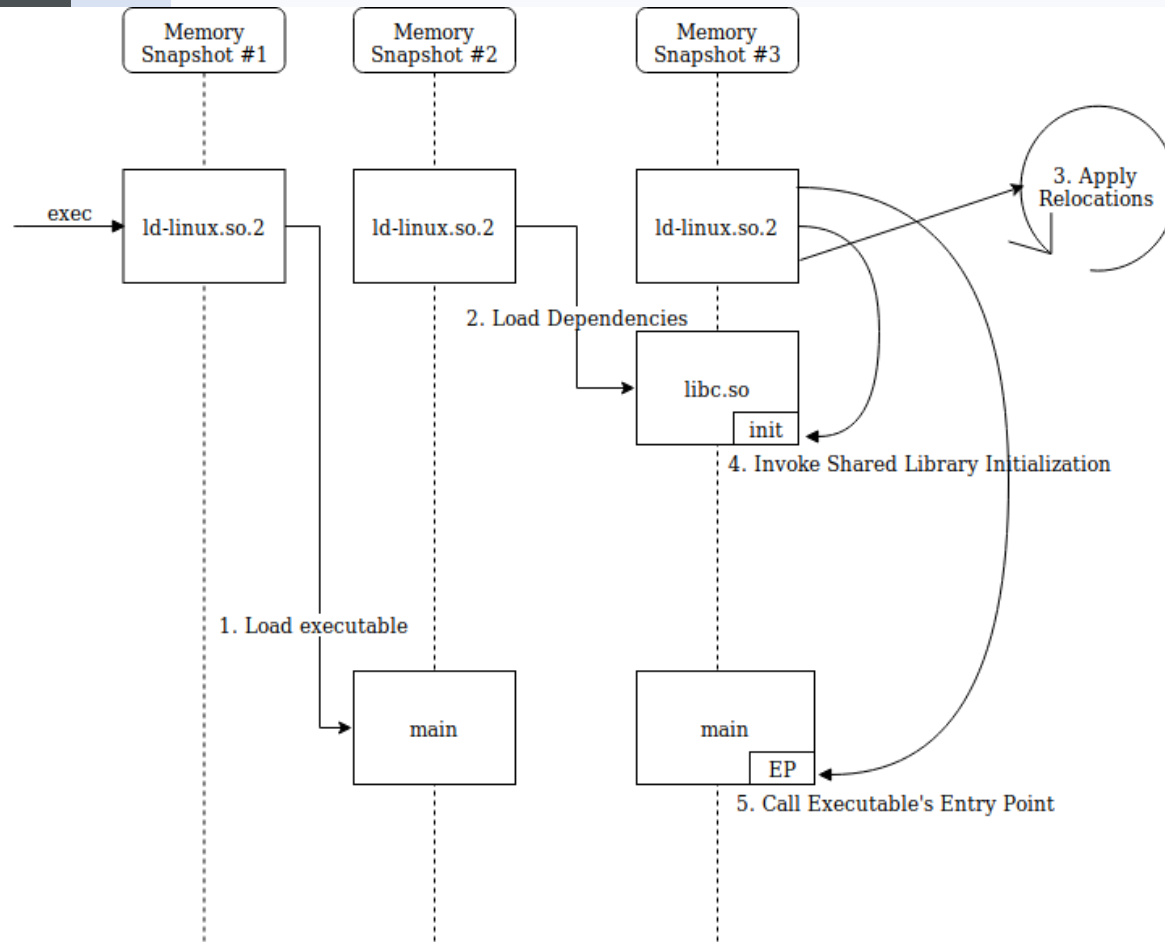 Memory
Snapshot #1
Memory
Snapshot #2
Memory
Snapshot #3
exec
ld-linux.so.2
ld-linux.so.2
ld-linux.so.2
3. Apply
Relocations
2. Load Dependencies
libc.so
init
4. Invoke Shared Library Initialization
1. Load executable
main
main
EP
5. Call Executable's Entry Point